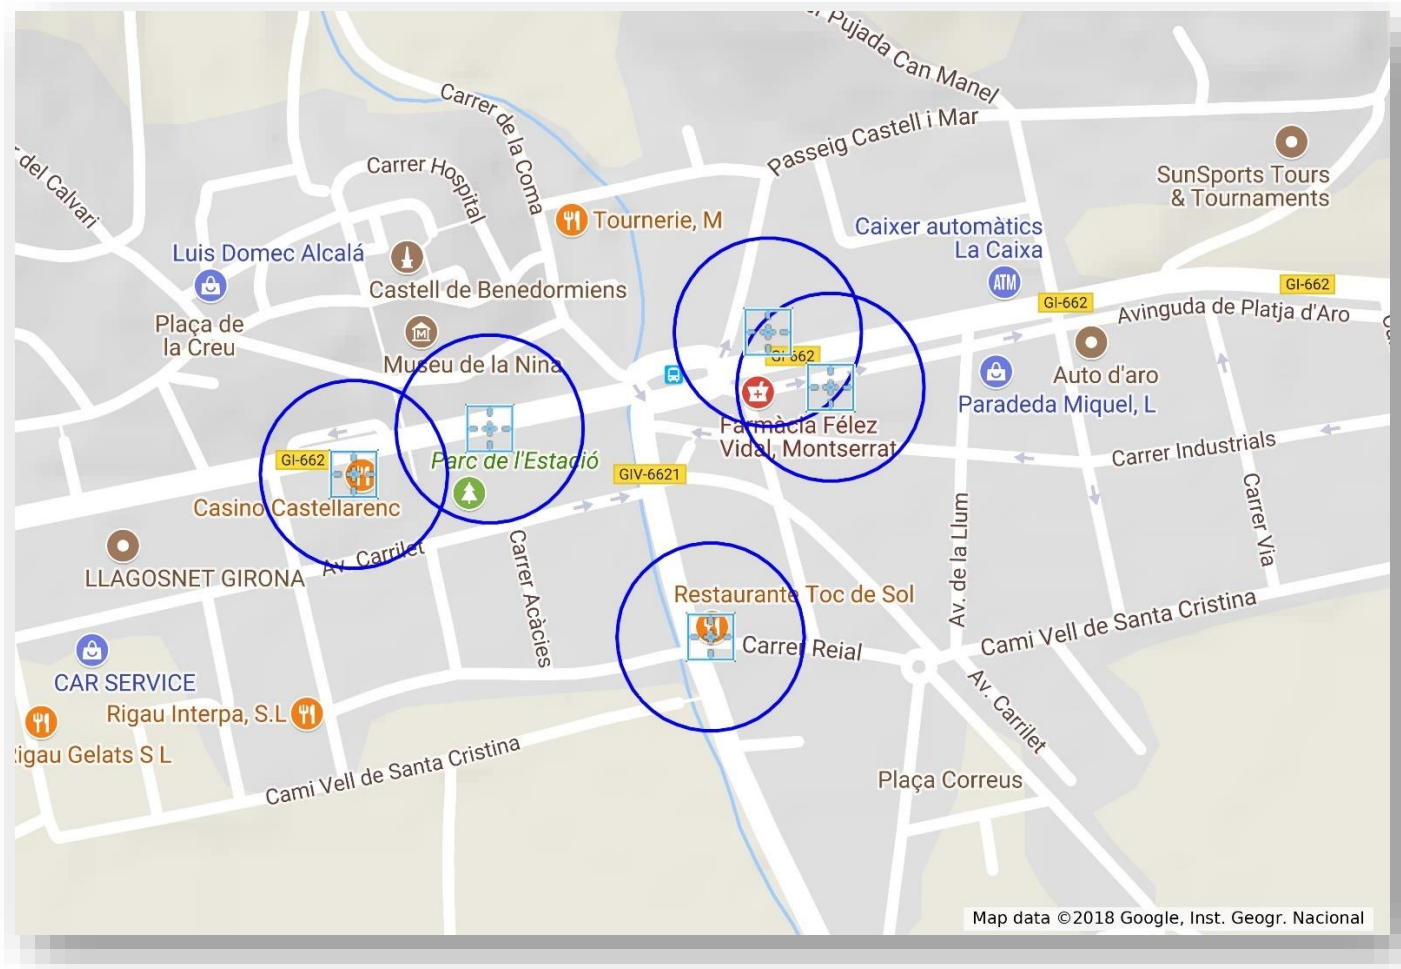 Pujada Can Manel
Carrer de la Coma
Passeig Castell i Mar
del Calvari
Carrer Hospital
SunSports Tours
& Tournaments
Tournerie, M
Caixer automàtics
La Caixa
ATM
Luis Domec Alcalá
Castell de Benedormiens
GI-662
GI-662
Avinguda de Platja d'Aro
Plaça de
la Creu
M
Museu de la Nina
GI-662
Auto d'aro
Paradeda Miquel, L
Farmàcia Félez
Vidal, Montserrat
Carrer Industrials
GI-662
Parc de l'Estació
GIV-6621
Casino Castellarenc
Carrer Via
Av. de la Llum
Av. Carrilet
Carrer Acàcies
LLAGOSNET GIRONA
Restaurante Toc de Sol
Cami Vell de Santa Cristina
Carrer Reial
CAR SERVICE
Rigau Interpa, S.L
Av. Carrilet
igau Gelats S L
Cami Vell de Santa Cristina
Plaça Correus
Map data ©2018 Google, Inst. Geogr. Nacional